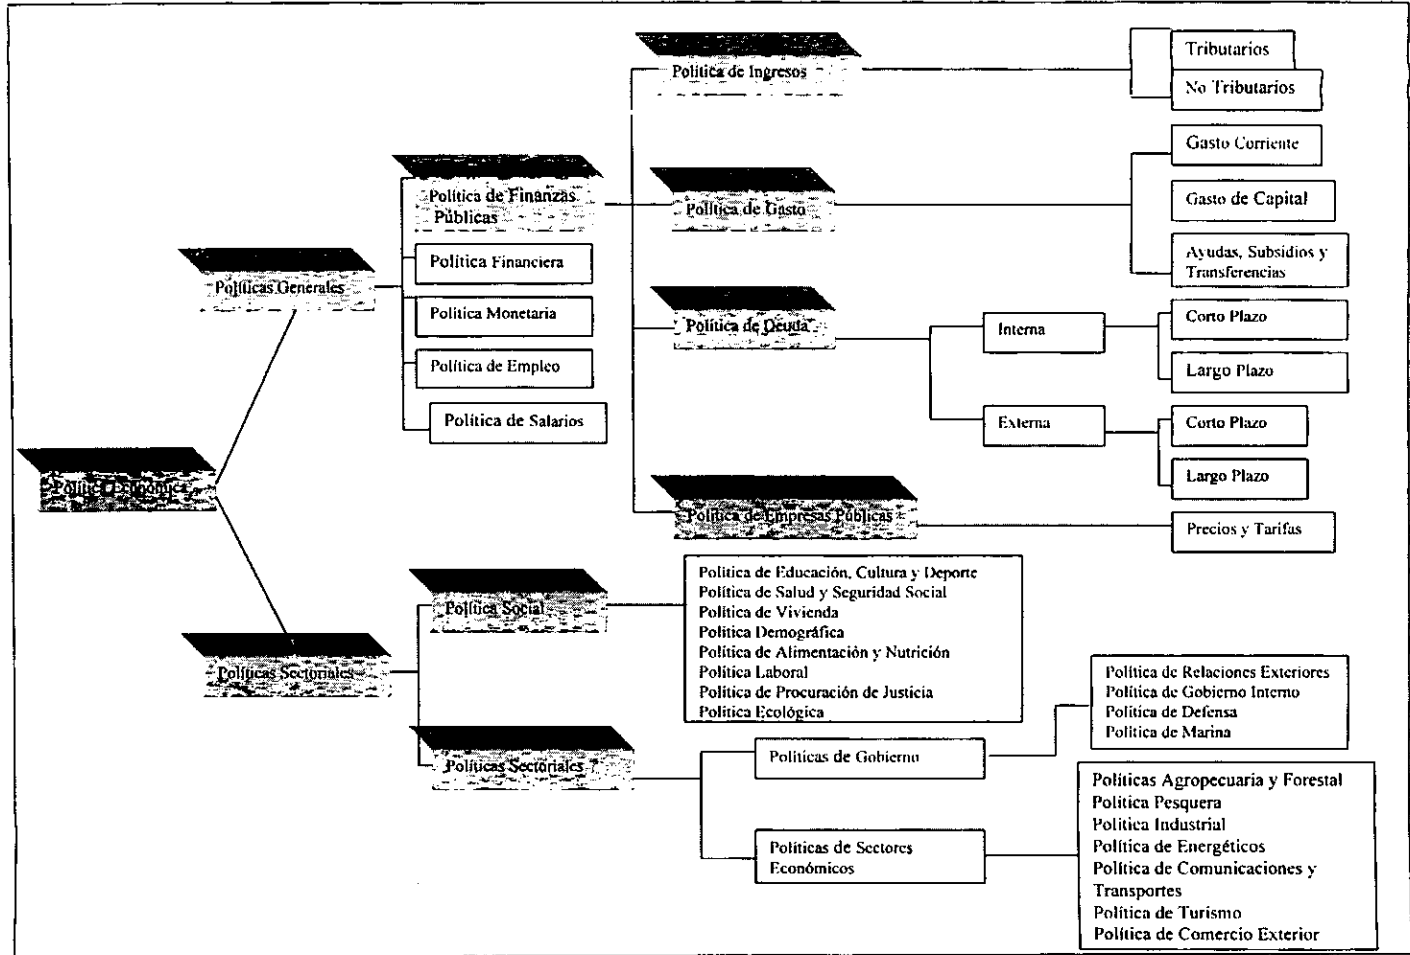 Política de Ingresos
Tributarios
No Tributarios
Política de Finanzas
Públicas
Política de Gasto
Gasto Corriente
Gasto de Capital
Ayudas, Subsidios y
Transferencias
Políticas Generales
Política Financiera
Política Monetaria
Política de Empleo
Política de Salarios
Política de Deuda
Interna
Corto Plazo
Largo Plazo
Externa
Corto Plazo
Largo Plazo
Política de Empresas Públicas
Precios y Tarifas
Política
Política Social
Política de Educación, Cultura y Deporte
Política de Salud y Seguridad Social
Política de Vivienda
Política Demográfica
Política de Alimentación y Nutrición
Política Laboral
Política de Procuración de Justicia
Política Ecológica
Políticas Sectoriales
Políticas Sectoriales
Políticas de Gobierno
Política de Relaciones Exteriores
Política de Gobierno Interno
Política de Defensa
Política de Marina
Políticas de Sectores
Económicos
Políticas Agropecuaria y Forestal
Política Pesquera
Política Industrial
Política de Energéticos
Política de Comunicaciones y
Transportes
Política de Turismo
Política de Comercio Exterior